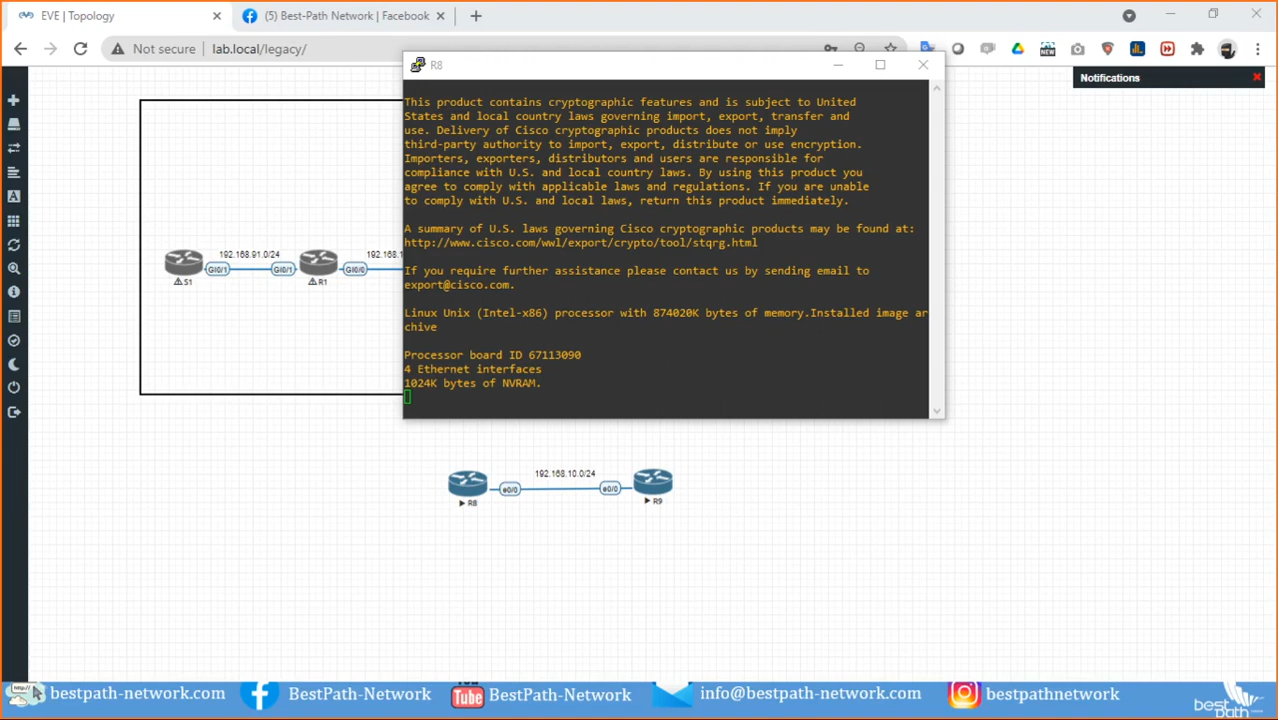 EVE | Topology
(5) Best-Path Network | Facebook
Not secure
lab.local/legacy/
NEW
R8
Notifications
This product contains cryptographic features and is subject to United
States and local country laws governing import, export, transfer and
use. Delivery of Cisco cryptographic products does not imply
third-party authority to import, export, distribute or use encryption.
Importers, exporters, distributors and users are responsible for
compliance with U.S. and local country laws. By using this product you
agree to comply with applicable laws and regulations. If you are unable
to comply with U.S. and local laws, return this product immediately.
A summary of U.S. laws governing Cisco cryptographic products may be found at:
http://www.cisco.com/wwl/export/crypto/tool/stqrg.html
If you require further assistance please contact us by sending email to
export@cisco.com.
Linux Unix (Intel-x86) processor with 874020K bytes of memory.Installed image ar
chive
Processor board ID 67113090
4 Ethernet interfaces
1024K bytes of NVRAM.
192.168.91.0/24
192.168.1
Gi0/1
Gi0/1
Gi0/0
S1
R1
192.168.10.0/24
e0/0
e0/0
R8
R9
http://
bestpath-network.com
BestPath-Network
You Tube
BestPath-Network
info@bestpath-network.com
bestpathnetwork
best
path